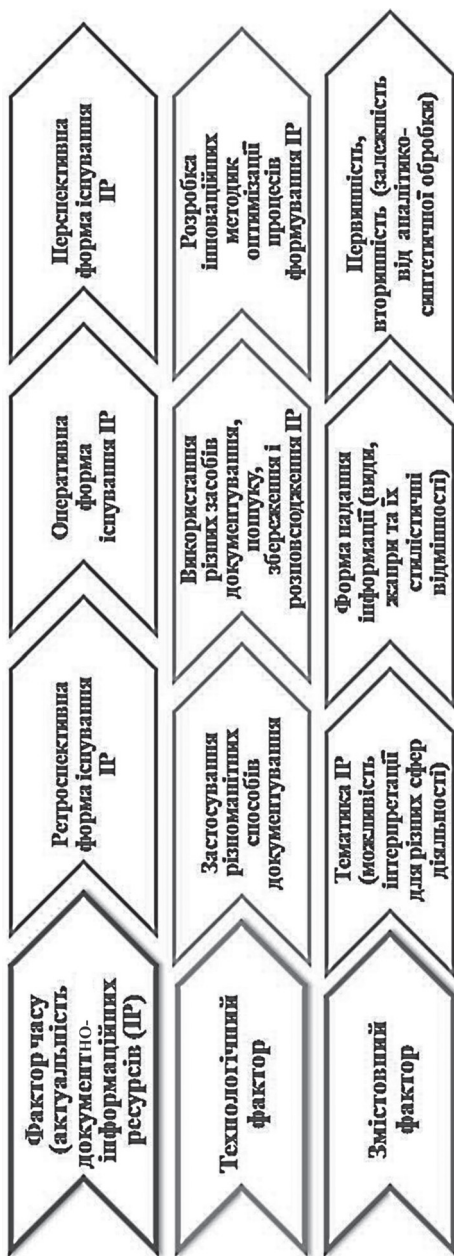 Фактор часу
(актуальність
документно-
інформаційних
ресурсів (ІР)
Ретроспективна
форма існування
ІР
Оперативна
форма
існування ІР
Перспективна
форма існування
ІР
Технологічний
фактор
Застосування
різноманітних
способів
документування
Використання
різних засобів
документування,
пошуку,
збереження і
розповсюдження ІР
Розробка
інноваційних
методик
оптимізації
процесів
формування ІР
Змістовний
фактор
Тематика ІР
(можливість
інтерпретації
для різних сфер
діяльності)
Форма надання
інформації (види,
жанри та їх
стилістичні
відмінності)
Первинність,
вторинність (залежність
від аналітико-
синтетичної обробки)